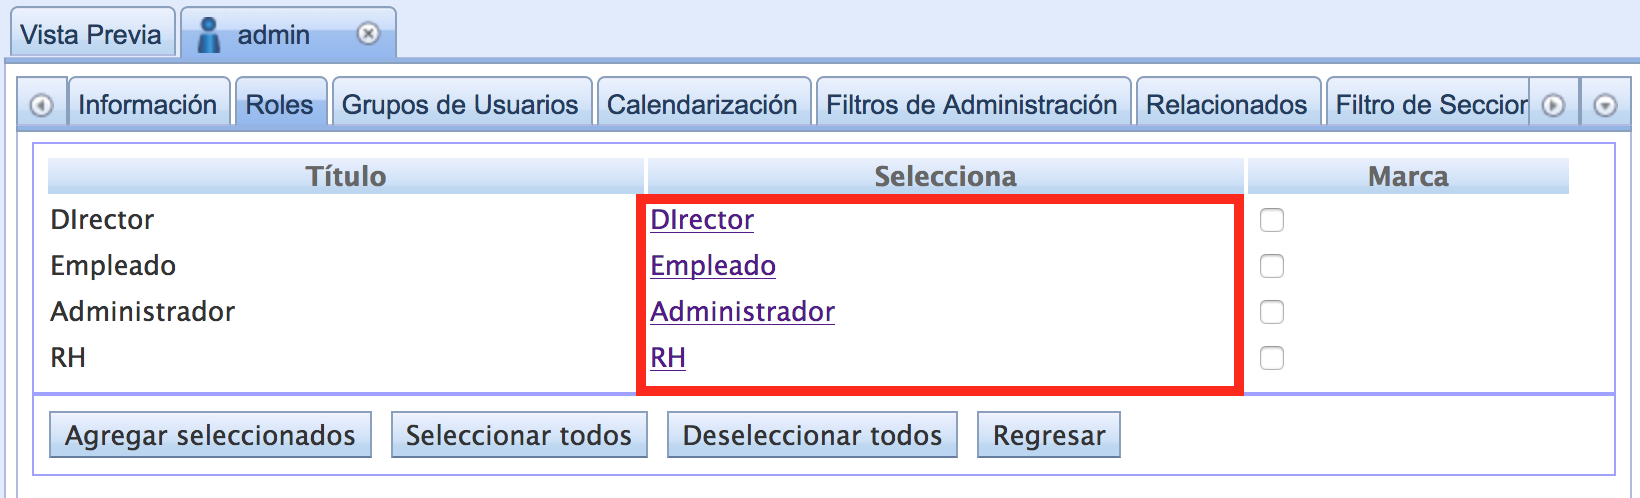 Vista Previa admin
Información Roles Grupos de Usuarios Calendarización Filtros de Administración Relacionados Filtro de Seccior
Título Selecciona Marca
DIrector DIrector
Empleado Empleado
Administrador Administrador
RH RH
Agregar seleccionados Seleccionar todos Deseleccionar todos Regresar